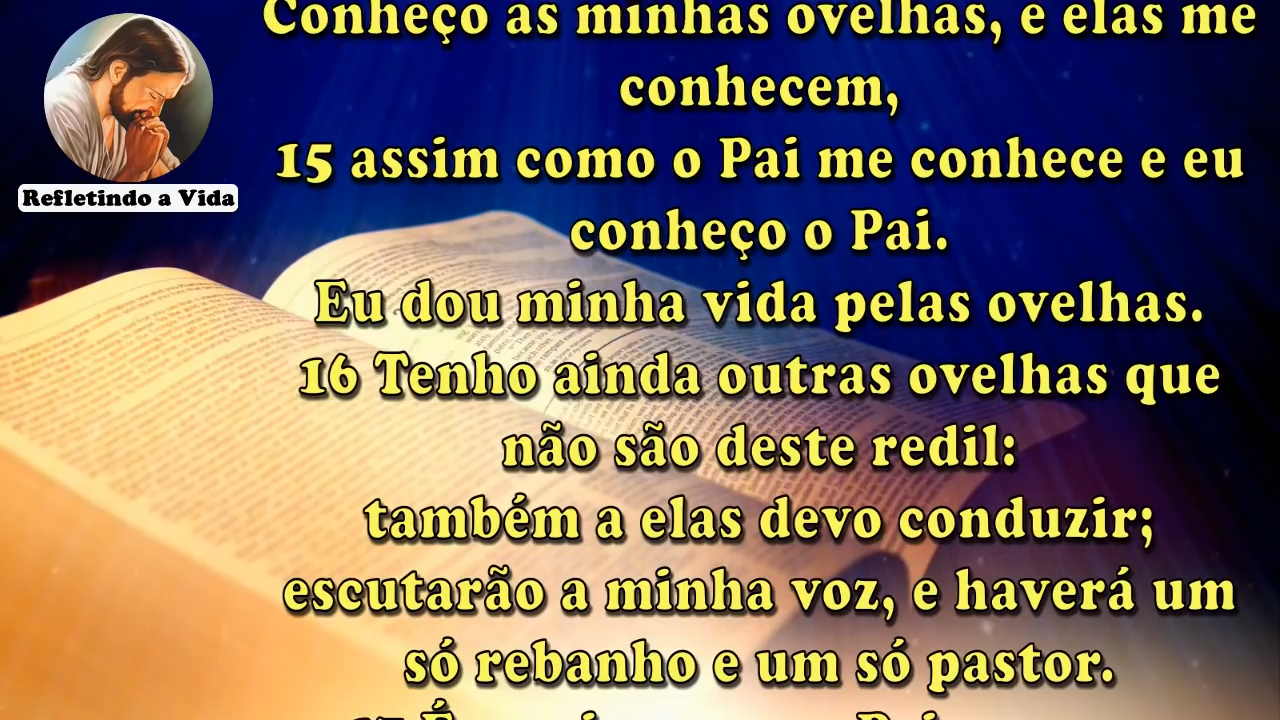 Refletindo a Vida
Conheço as minhas ovelhas, e elas me
conhecem,
15 assim como o Pai me conhece e eu
conheço o Pai.
Eu dou minha vida pelas ovelhas.
16 Tenho ainda outras ovelhas que
não são deste redil:
também a elas devo conduzir;
escutarão a minha voz, e haverá um
só rebanho e um só pastor.